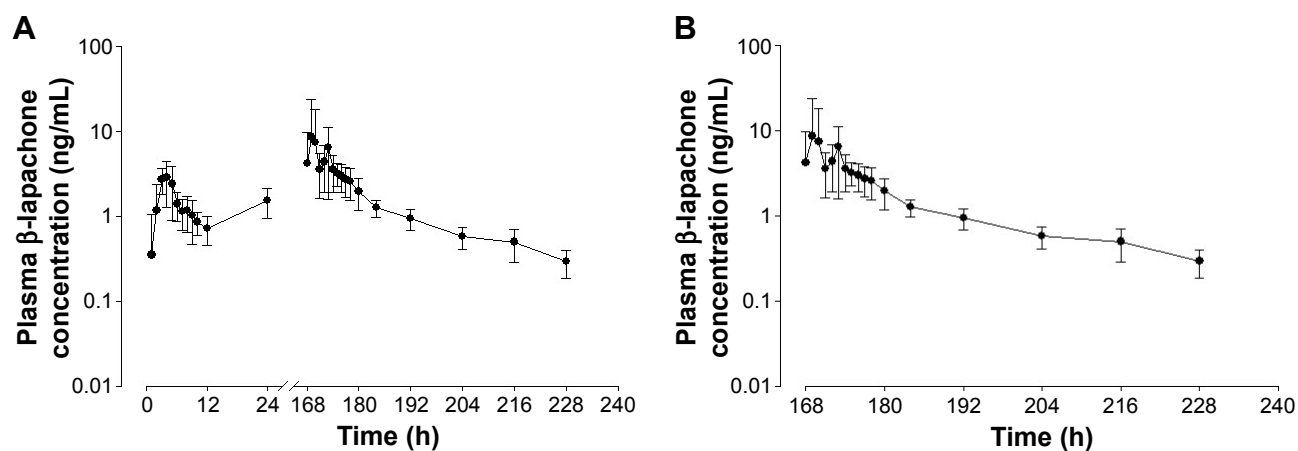 A
Plasma β-lapachone
concentration (ng/mL)
100
10
1
0.1
0.01
0 12 24 168 180 192 204 216 228 240
Time (h)
B
Plasma β-lapachone
concentration (ng/mL)
100
10
1
0.1
0.01
168 180 192 204 216 228 240
Time (h)